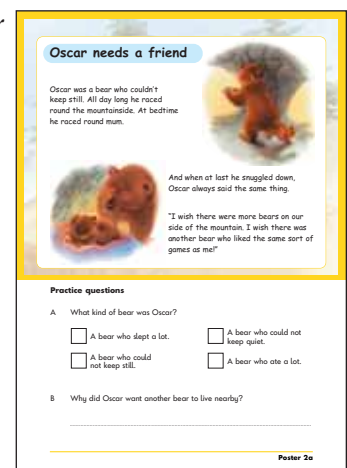 Oscar needs a friend
Oscar was a bear who couldn't
keep still. All day long he raced
round the mountainside. At bedtime
he raced round mum.
And when at last he snuggled down,
Oscar always said the same thing.
"I wish there were more bears on our
side of the mountain. I wish there was
another bear who liked the same sort of
games as me!"
Practice questions
A What kind of bear was Oscar?
A bear who slept a lot.
A bear who could not
keep quiet.
A bear who could
not keep still.
A bear who ate a lot.
B Why did Oscar want another bear to live nearby?
Poster 2a